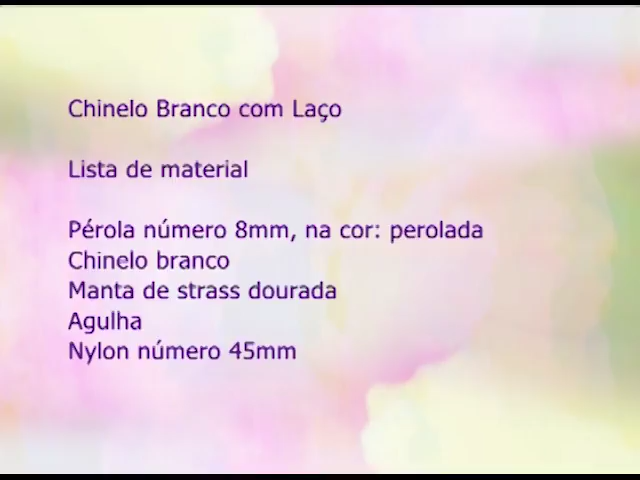 Chinelo Branco com Laço
Lista de material
Pérola número 8mm, na cor: perolada
Chinelo branco
Manta de strass dourada
Agulha
Nylon número 45mm